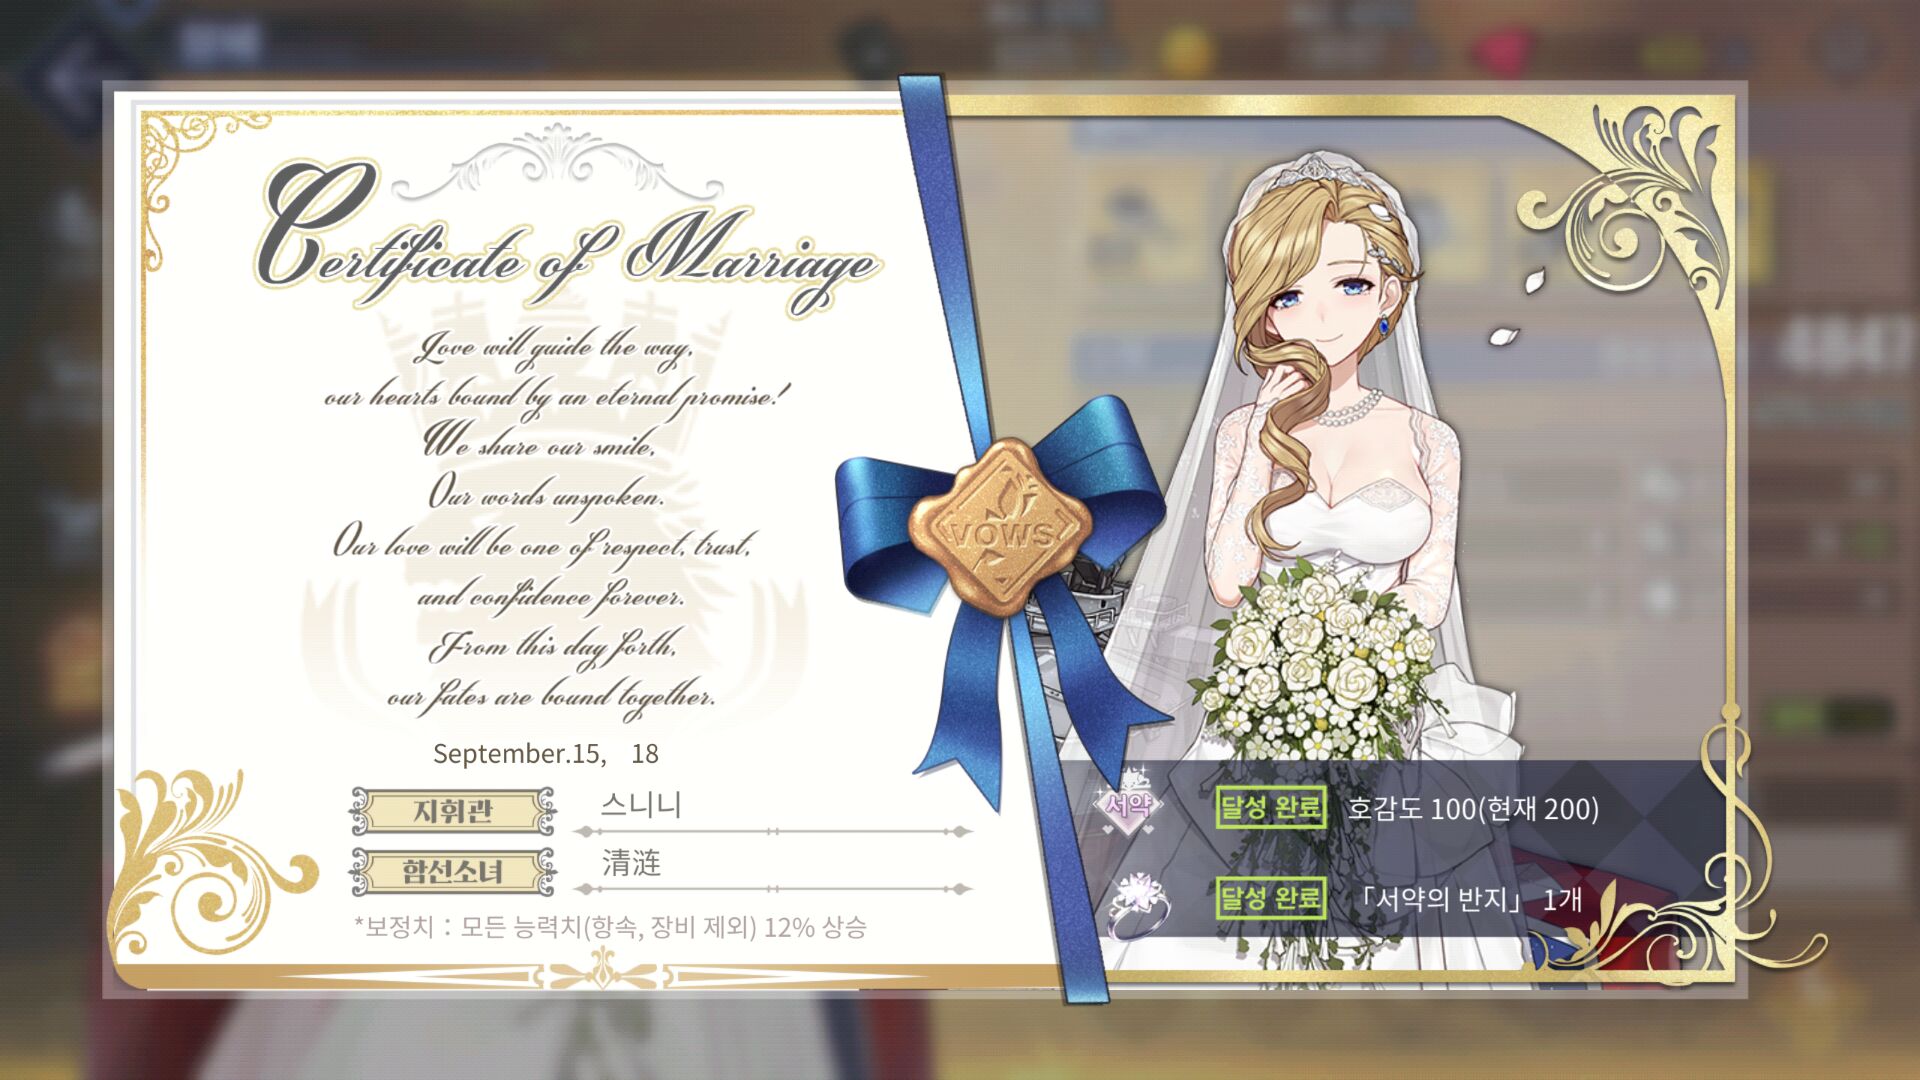 Certificate of Marriage
Love will guide the way,
our hearts bound by an eternal promise!
We share our smile,
Our words unspoken.
Our love will be one of respect, trust,
and confidence forever.
From this day forth,
our fates are bound together.
September.15, 18
지휘관 스니니
함선소녀 清涟
*보정치 : 모든 능력치(항속, 장비 제외) 12% 상승
VOWS
서약 달성 완료 호감도 100(현재 200)
달성 완료 「서약의 반지」 1개